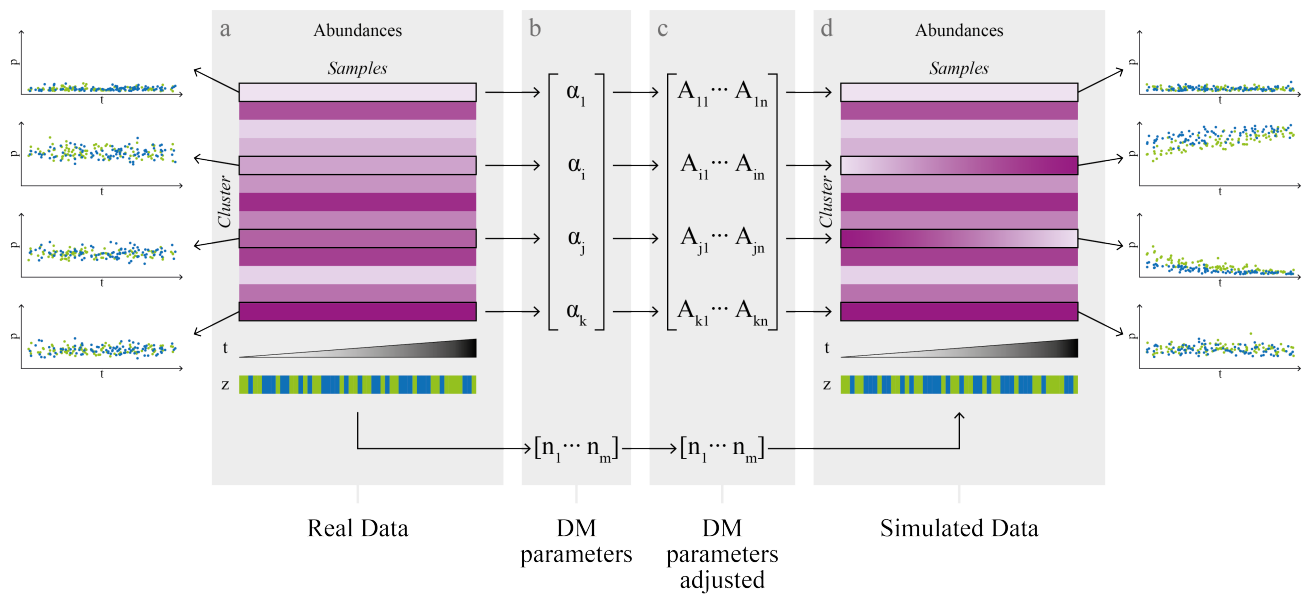 a
b
c
d
Abundances
Abundances
Samples
Samples
Cluster
Cluster
α1
αi
αj
αk
A11 ··· A1n
Ai1 ··· Ain
Aj1 ··· Ajn
Ak1 ··· Akn
p
t
p
t
p
t
p
t
p
t
p
t
p
t
p
t
t
z
t
z
[n1 ··· nm]
[n1 ··· nm]
Real Data
DM
parameters
DM
parameters
adjusted
Simulated Data